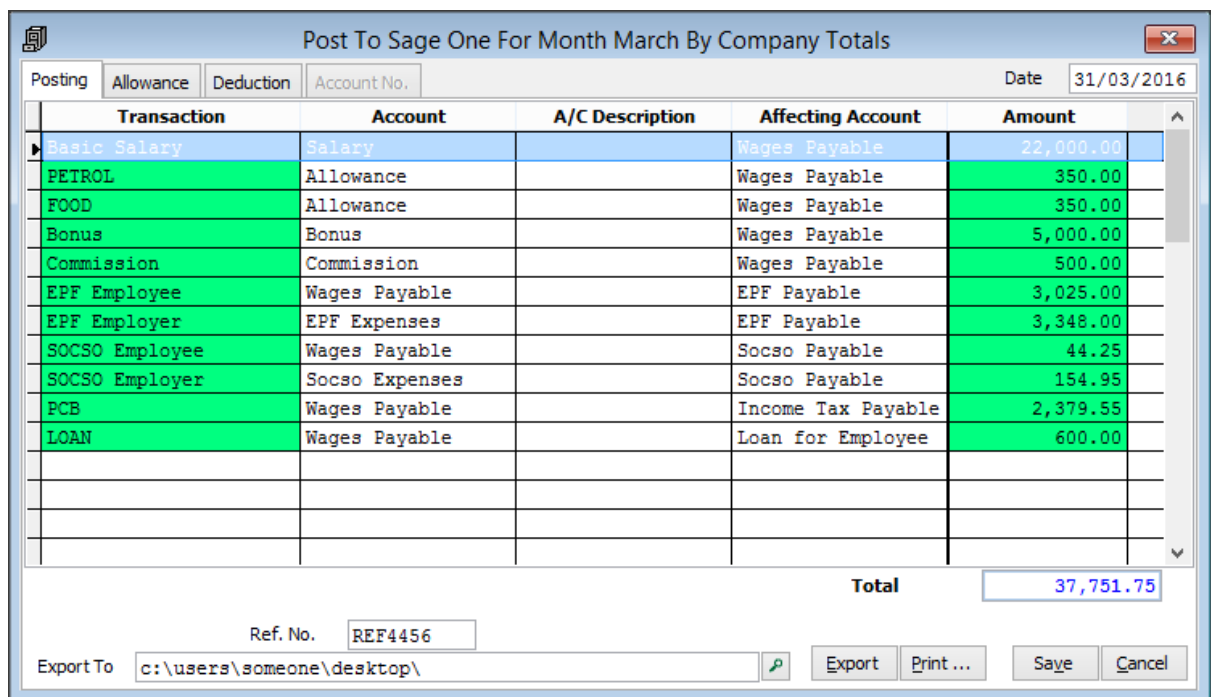 Post To Sage One For Month March By Company Totals
Posting Allowance Deduction Account No. Date 31/03/2016
Transaction Account A/C Description Affecting Account Amount
Basic Salary Salary Wages Payable 22,000.00
PETROL Allowance Wages Payable 350.00
FOOD Allowance Wages Payable 350.00
Bonus Bonus Wages Payable 5,000.00
Commission Commission Wages Payable 500.00
EPF Employee Wages Payable EPF Payable 3,025.00
EPF Employer EPF Expenses EPF Payable 3,348.00
SOCSO Employee Wages Payable Socso Payable 44.25
SOCSO Employer Socso Expenses Socso Payable 154.95
PCB Wages Payable Income Tax Payable 2,379.55
LOAN Wages Payable Loan for Employee 600.00
Total 37,751.75
Ref. No. REF4456
Export To c:\users\someone\desktop\ Export Print ... Save Cancel